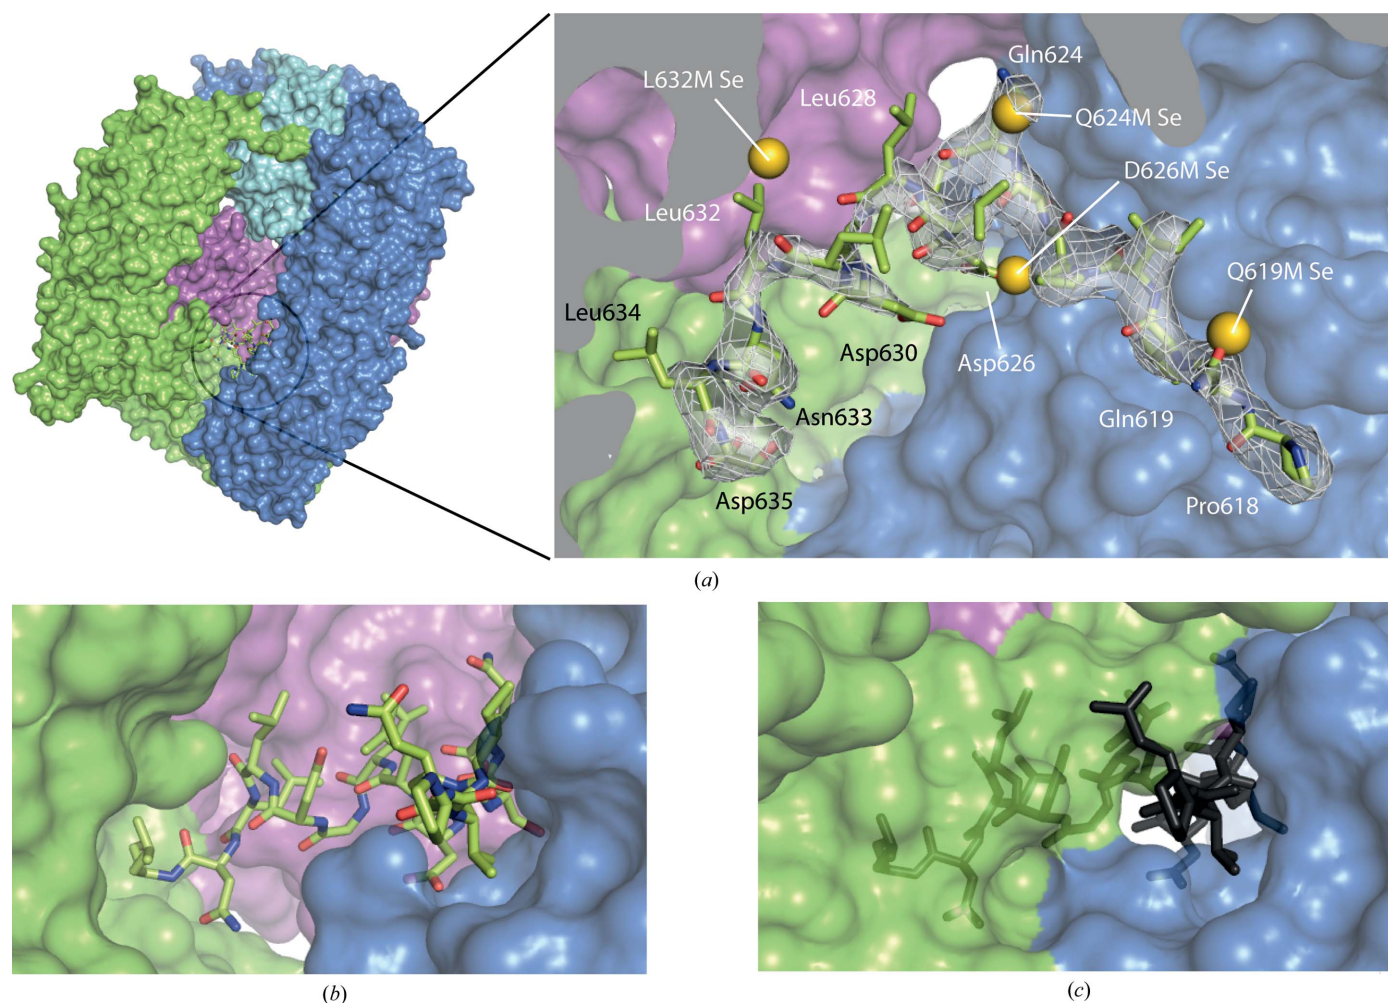 Gln624
L632M Se
Leu628
Q624M Se
D626M Se
Leu632
Q619M Se
Leu634
Asp630
Asp626
Asn633
Gln619
Asp635
Pro618
(a)
(b)
(c)